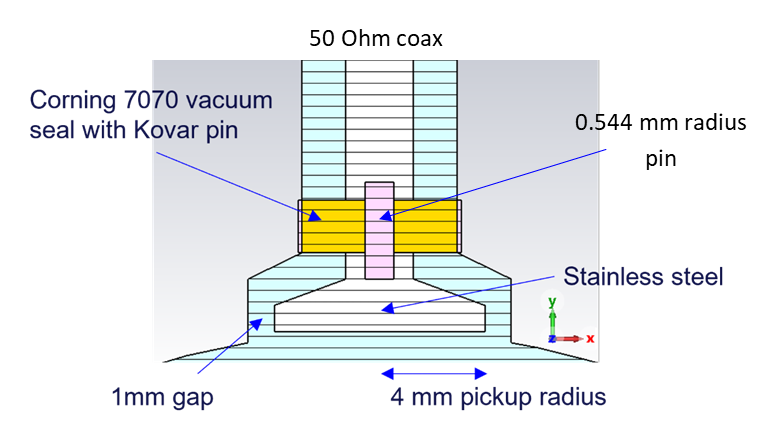 50 Ohm coax
Corning 7070 vacuum
seal with Kovar pin
0.544 mm radius
pin
Stainless steel
y
z
x
1mm gap
4 mm pickup radius